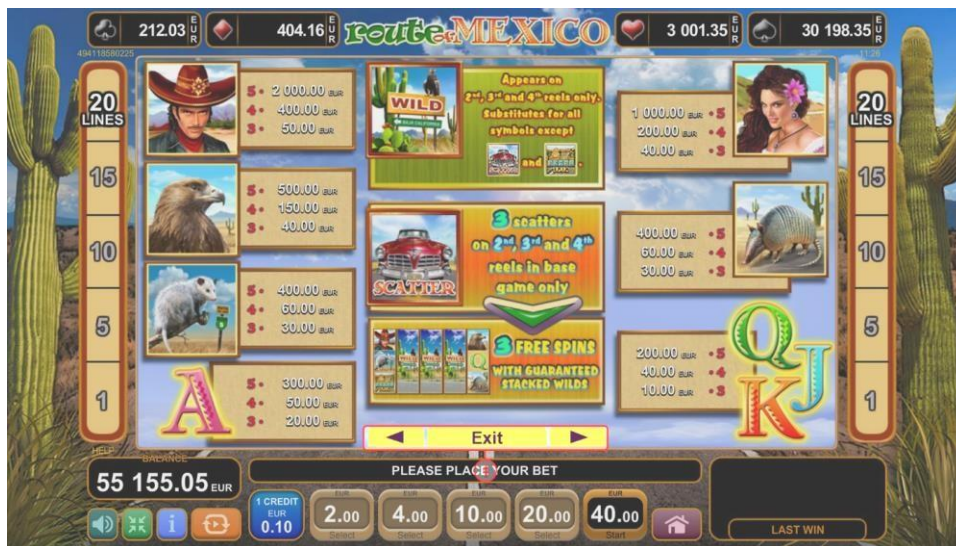 212.03 EUR
404.16 EUR
route of MEXICO
3 001.35 EUR
30 198.35 EUR
494118580225
11:26
20
LINES
15
10
5
1
5• 2 000.00 EUR
4• 400.00 EUR
3• 50.00 EUR
5• 500.00 EUR
4• 150.00 EUR
3• 40.00 EUR
5• 400.00 EUR
4• 60.00 EUR
3• 30.00 EUR
A
5• 300.00 EUR
4• 50.00 EUR
3• 20.00 EUR
WILD
BAJA CALIFORNIA
Appears on
2nd, 3rd and 4th reels only.
Substitutes for all
symbols except
SCATTER and .
SCATTER
3 scatters
on 2nd, 3rd and 4th
reels in base
game only
WILD WILD WILD
Q
3 FREE SPINS
WITH GUARANTEED
STACKED WILDS
1 000.00 EUR •5
200.00 EUR •4
40.00 EUR •3
400.00 EUR •5
60.00 EUR •4
30.00 EUR •3
200.00 EUR •5
40.00 EUR •4
10.00 EUR •3
Q
J
K
20
LINES
15
10
5
1
Exit
HELP
BALANCE
55 155.05 EUR
PLEASE PLACE YOUR BET
1 CREDIT
EUR
0.10
EUR
2.00
Select
EUR
4.00
Select
EUR
10.00
Select
EUR
20.00
Select
EUR
40.00
Start
LAST WIN